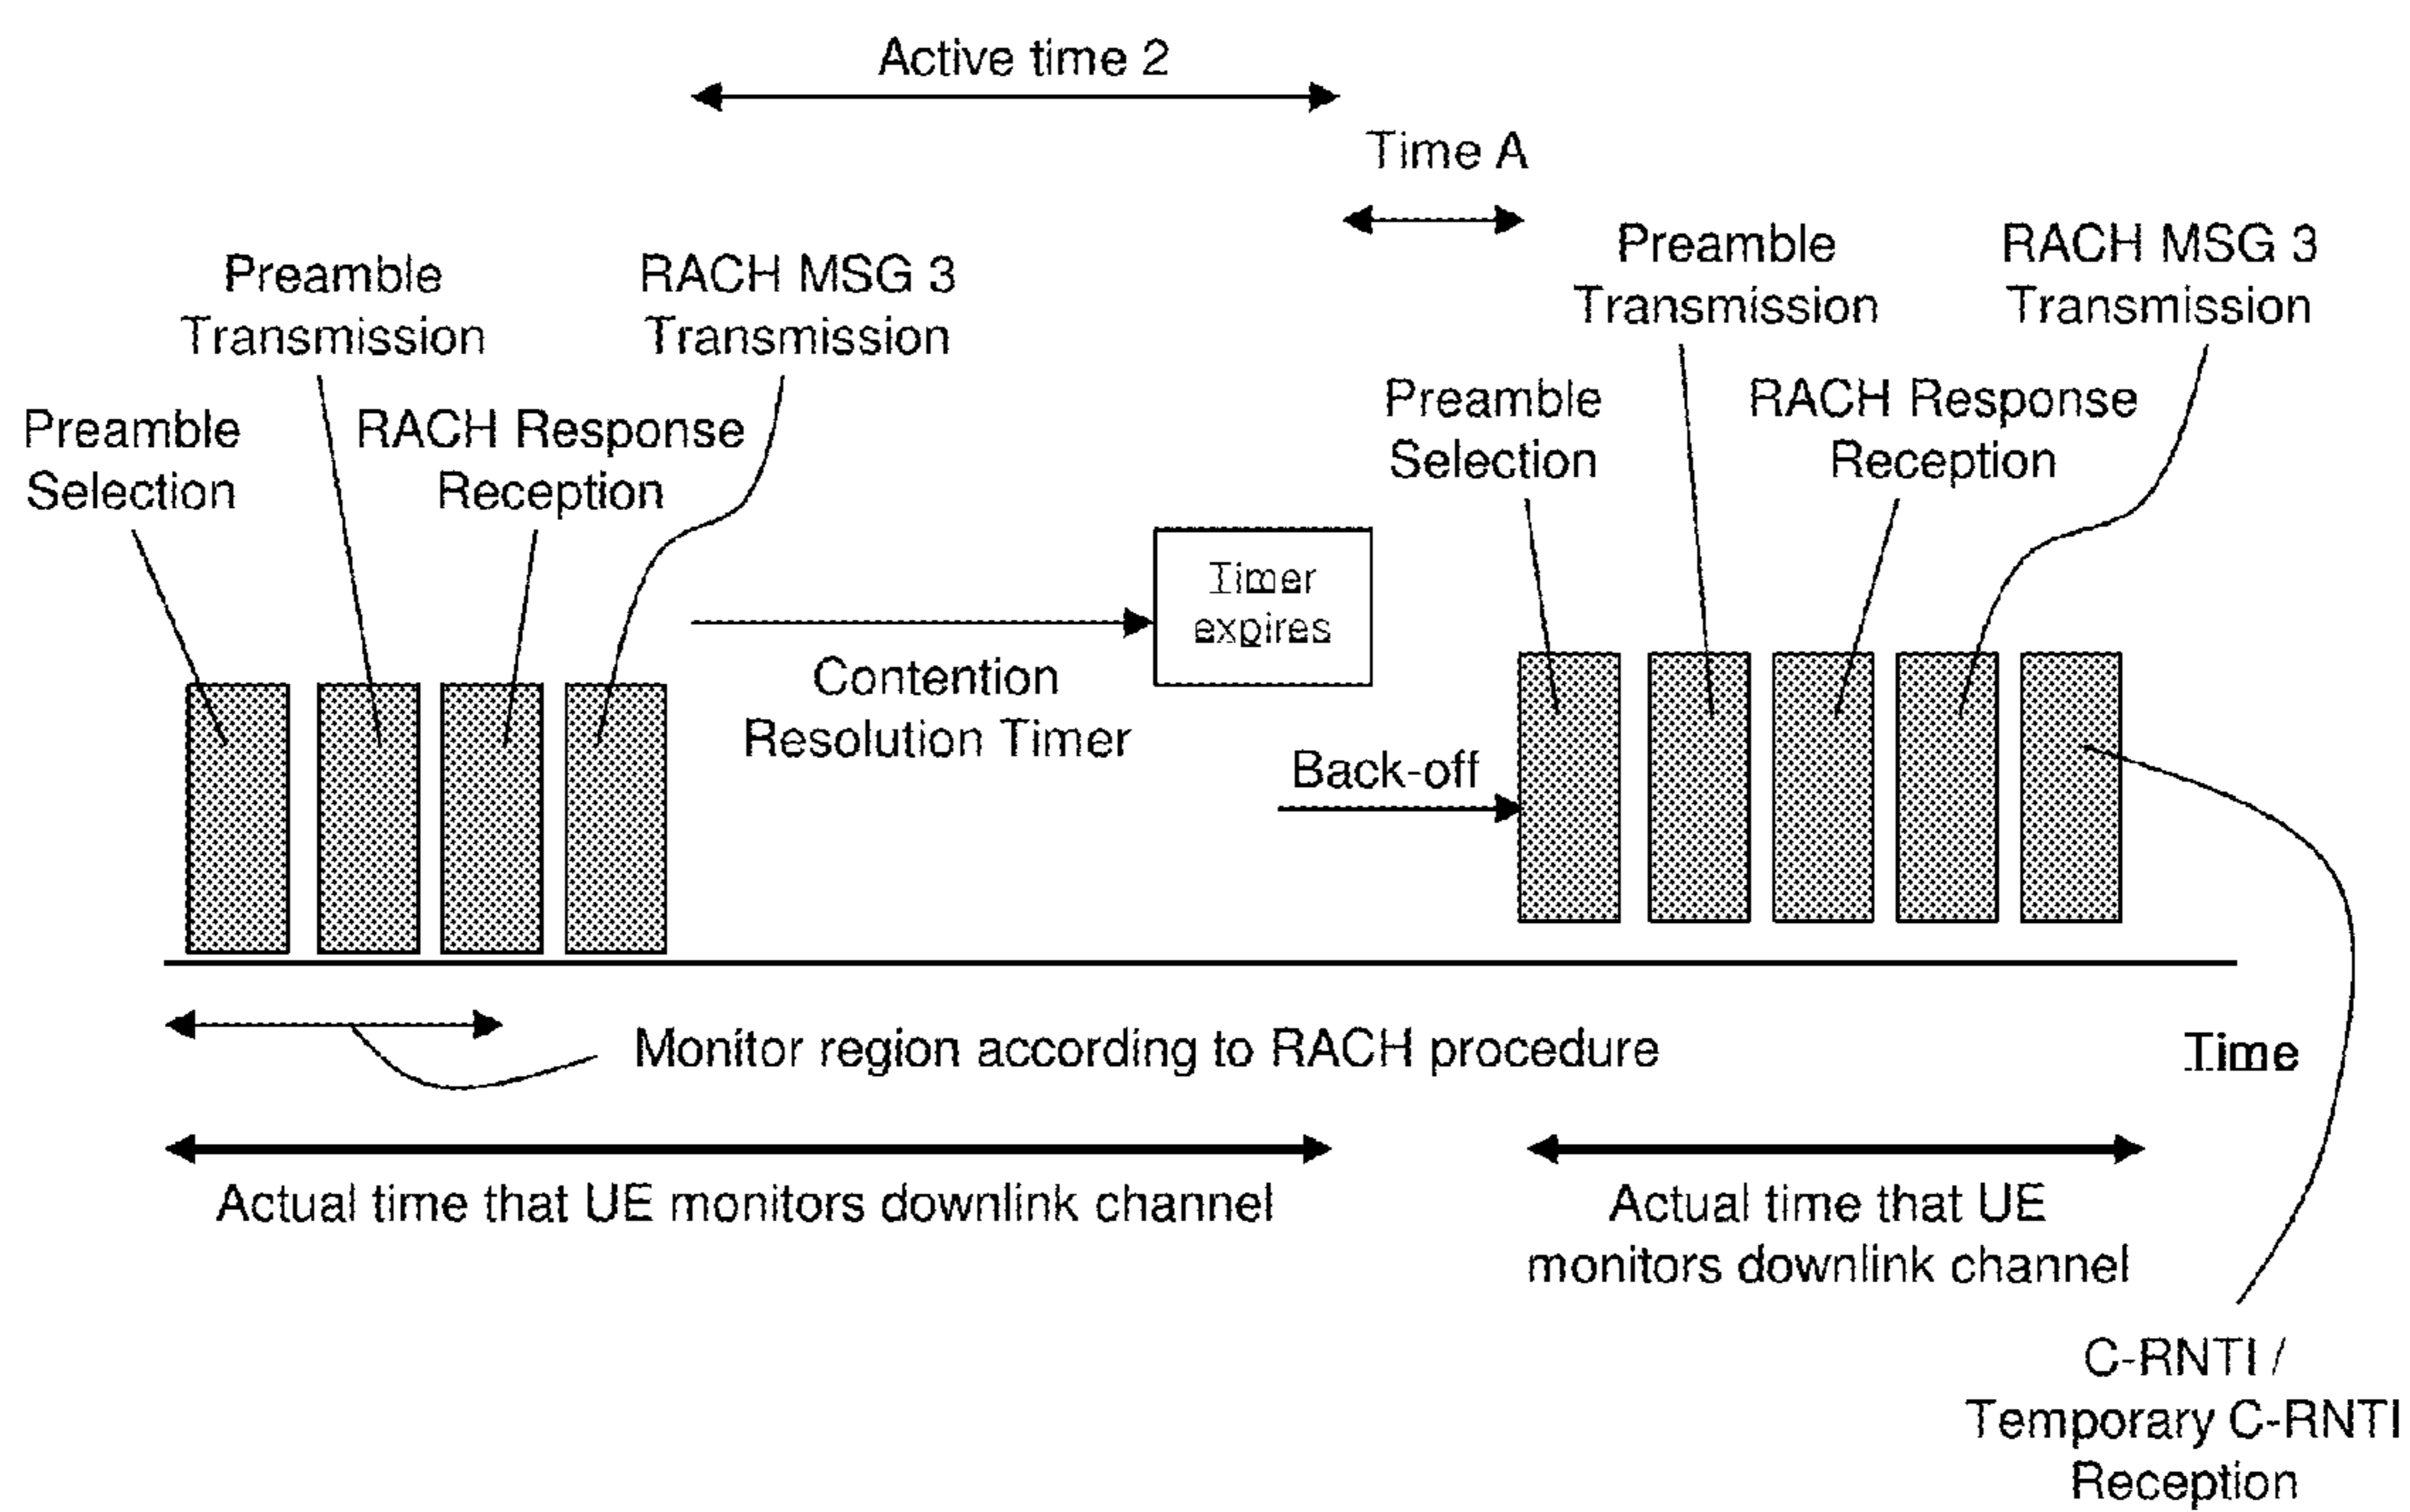 Active time 2
Time A
Preamble
Transmission
RACH MSG 3
Transmission
Preamble
Transmission
RACH MSG 3
Transmission
Preamble
Selection
RACH Response
Reception
Preamble
Selection
RACH Response
Reception
Timer
expires
Contention
Resolution Timer
Back-off
Monitor region according to RACH procedure
Time
Actual time that UE monitors downlink channel
Actual time that UE
monitors downlink channel
C-RNTI /
Temporary C-RNTI
Reception